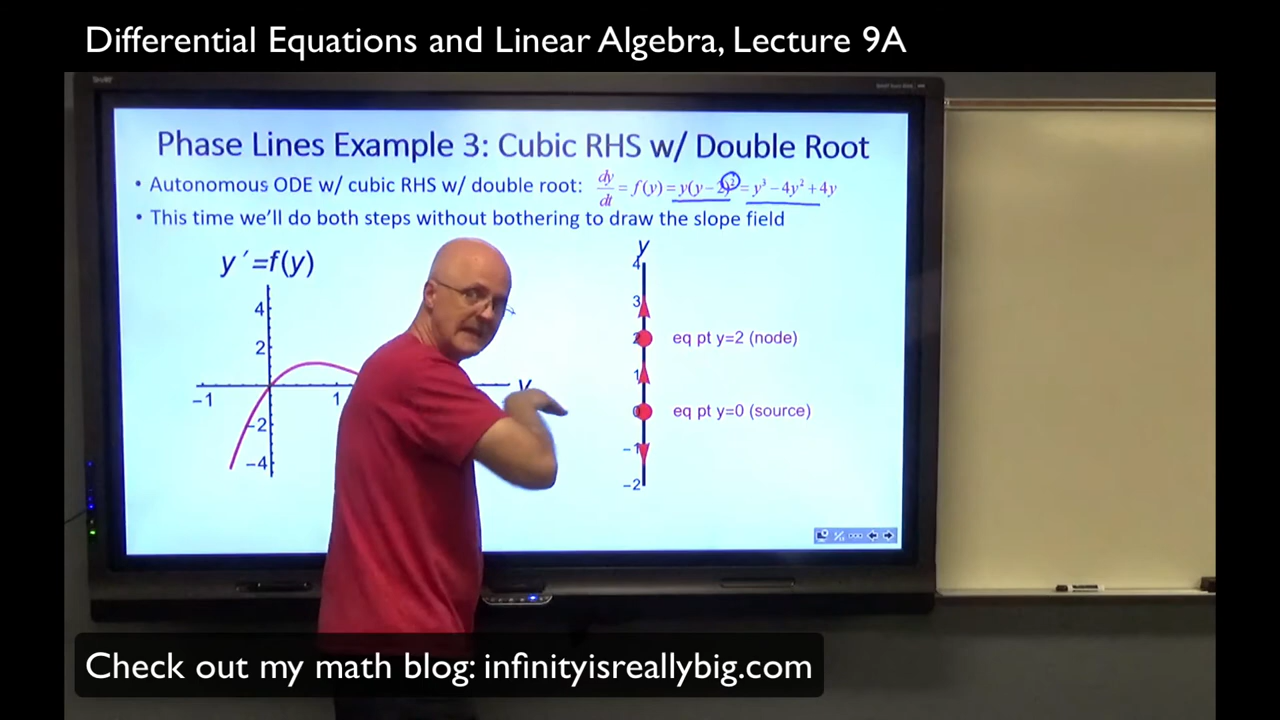 Differential Equations and Linear Algebra, Lecture 9A
Phase Lines Example 3: Cubic RHS w/ Double Root
• Autonomous ODE w/ cubic RHS w/ double root: dy/dt = f(y) = y(y − 2)² = y³ − 4y² + 4y
• This time we'll do both steps without bothering to draw the slope field
y´=f(y)
4
2
-1
1
-2
-4
y
y
4
3
2
eq pt y=2 (node)
1
0
eq pt y=0 (source)
-1
-2
Check out my math blog: infinityisreallybig.com